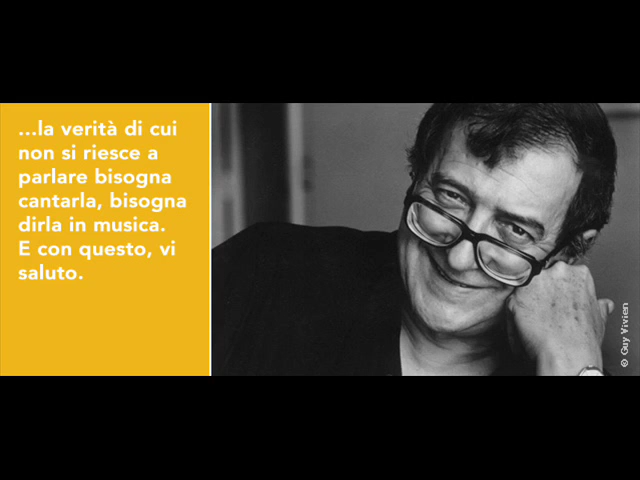 ...la verità di cui
non si riesce a
parlare bisogna
cantarla, bisogna
dirla in musica.
E con questo, vi
saluto.
© Guy Vivien